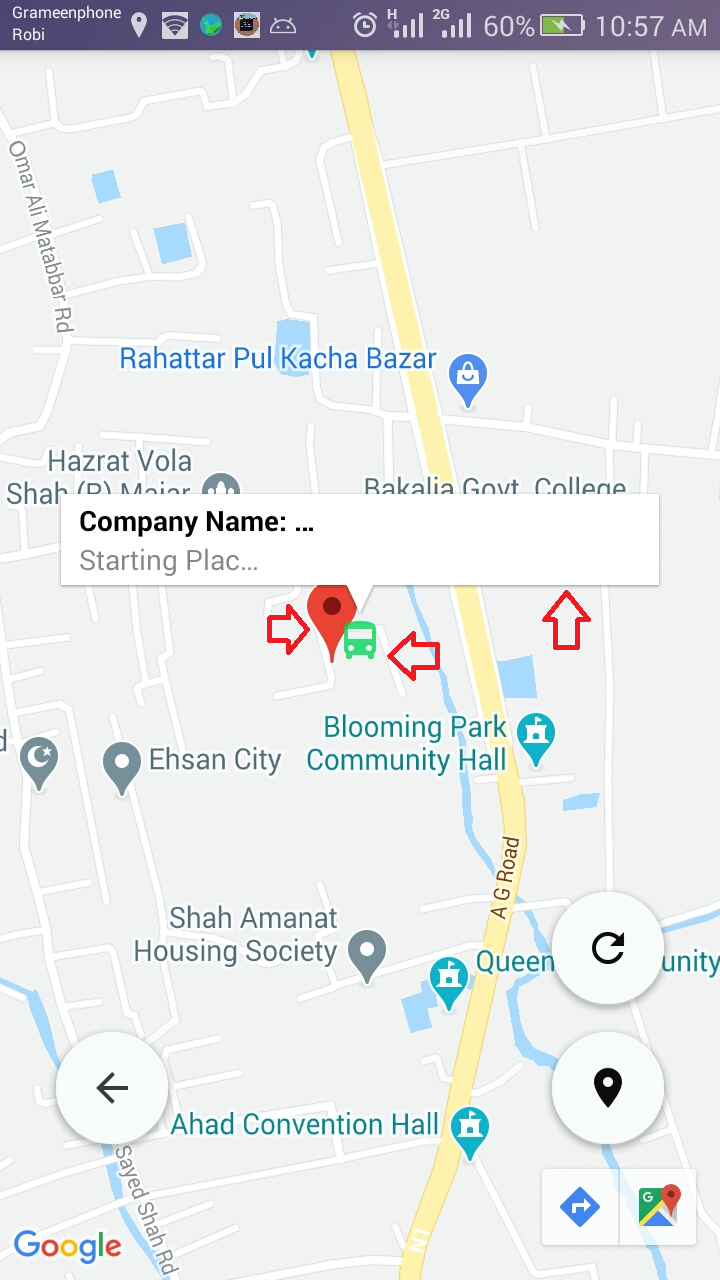 Grameenphone
Robi
H
2G
60%
10:57 AM
Omar Ali Matabbar Rd
Rahattar Pul Kacha Bazar
Hazrat Vola
Shah (R) Majar
Bakalia Govt. College
Company Name: ...
Starting Plac...
Blooming Park
Community Hall
d
Ehsan City
A G Road
Shah Amanat
Housing Society
Queen
unity
Ahad Convention Hall
Sayed Shah Rd
N1
Google
G